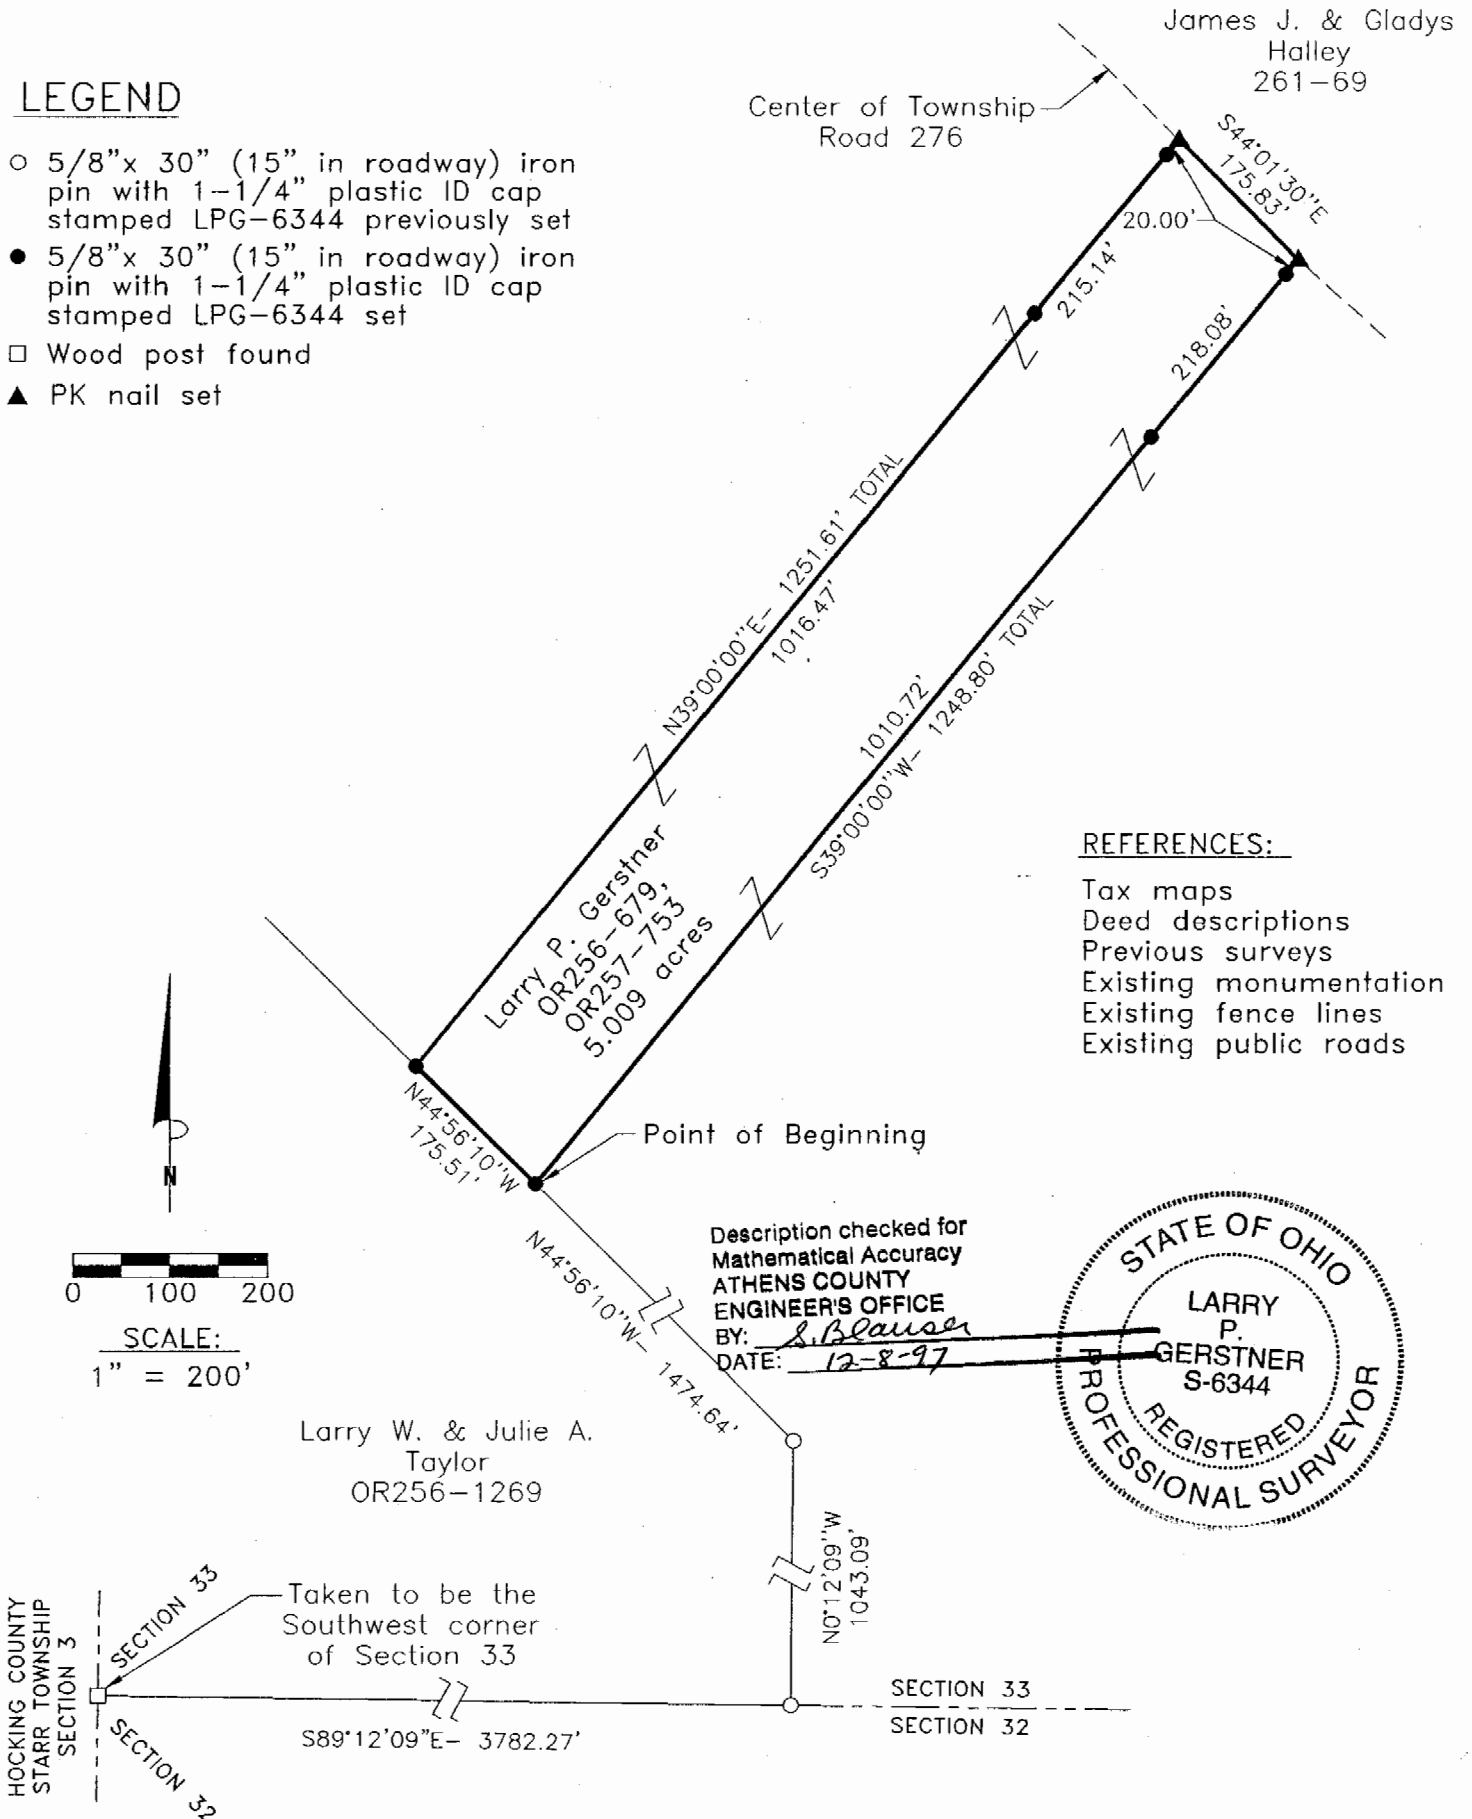 James J. & Gladys
Halley
261-69
LEGEND
Center of Township
Road 276
○ 5/8"x 30" (15" in roadway) iron
pin with 1-1/4" plastic ID cap
stamped LPG-6344 previously set
● 5/8"x 30" (15" in roadway) iron
pin with 1-1/4" plastic ID cap
stamped LPG-6344 set
□ Wood post found
▲ PK nail set
S44°01'30"E
175.83'
20.00'
215.14'
218.08'
N39°00'00"E- 1251.61' TOTAL
1016.47'
1010.72'
S39°00'00"W- 1248.80' TOTAL
Larry P. Gerstner
OR256-679,
OR257-753
5.009 acres
REFERENCES:
Tax maps
Deed descriptions
Previous surveys
Existing monumentation
Existing fence lines
Existing public roads
N44°56'10"W
175.51'
Point of Beginning
N
0 100 200
SCALE:
1" = 200'
N44°56'10"W- 1474.64'
Description checked for
Mathematical Accuracy
ATHENS COUNTY
ENGINEER'S OFFICE
BY: S. Blauser
DATE: 12-8-97
STATE OF OHIO
LARRY
P.
GERSTNER
S-6344
REGISTERED
PROFESSIONAL SURVEYOR
Larry W. & Julie A.
Taylor
OR256-1269
N0°12'09"W
1043.09'
HOCKING COUNTY
STARR TOWNSHIP
SECTION 3
SECTION 33
Taken to be the
Southwest corner
of Section 33
SECTION 32
S89°12'09"E- 3782.27'
SECTION 33
SECTION 32